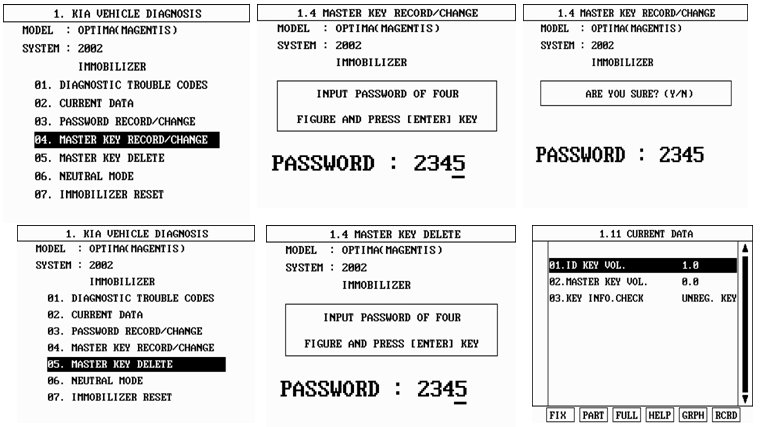 1. KIA VEHICLE DIAGNOSIS
MODEL : OPTIMA(MAGENTIS)
SYSTEM : 2002
IMMOBILIZER
01. DIAGNOSTIC TROUBLE CODES
02. CURRENT DATA
03. PASSWORD RECORD/CHANGE
04. MASTER KEY RECORD/CHANGE
05. MASTER KEY DELETE
06. NEUTRAL MODE
07. IMMOBILIZER RESET
1.4 MASTER KEY RECORD/CHANGE
MODEL : OPTIMA(MAGENTIS)
SYSTEM : 2002
IMMOBILIZER
INPUT PASSWORD OF FOUR
FIGURE AND PRESS [ENTER] KEY
PASSWORD : 2345
1.4 MASTER KEY RECORD/CHANGE
MODEL : OPTIMA(MAGENTIS)
SYSTEM : 2002
IMMOBILIZER
ARE YOU SURE? (Y/N)
PASSWORD : 2345
1. KIA VEHICLE DIAGNOSIS
MODEL : OPTIMA(MAGENTIS)
SYSTEM : 2002
IMMOBILIZER
01. DIAGNOSTIC TROUBLE CODES
02. CURRENT DATA
03. PASSWORD RECORD/CHANGE
04. MASTER KEY RECORD/CHANGE
05. MASTER KEY DELETE
06. NEUTRAL MODE
07. IMMOBILIZER RESET
1.4 MASTER KEY DELETE
MODEL : OPTIMA(MAGENTIS)
SYSTEM : 2002
IMMOBILIZER
INPUT PASSWORD OF FOUR
FIGURE AND PRESS [ENTER] KEY
PASSWORD : 2345
1.11 CURRENT DATA
01.ID KEY VOL. 1.0
02.MASTER KEY VOL. 0.0
03.KEY INFO.CHECK UNREG. KEY
FIX PART FULL HELP GRPH RCRD